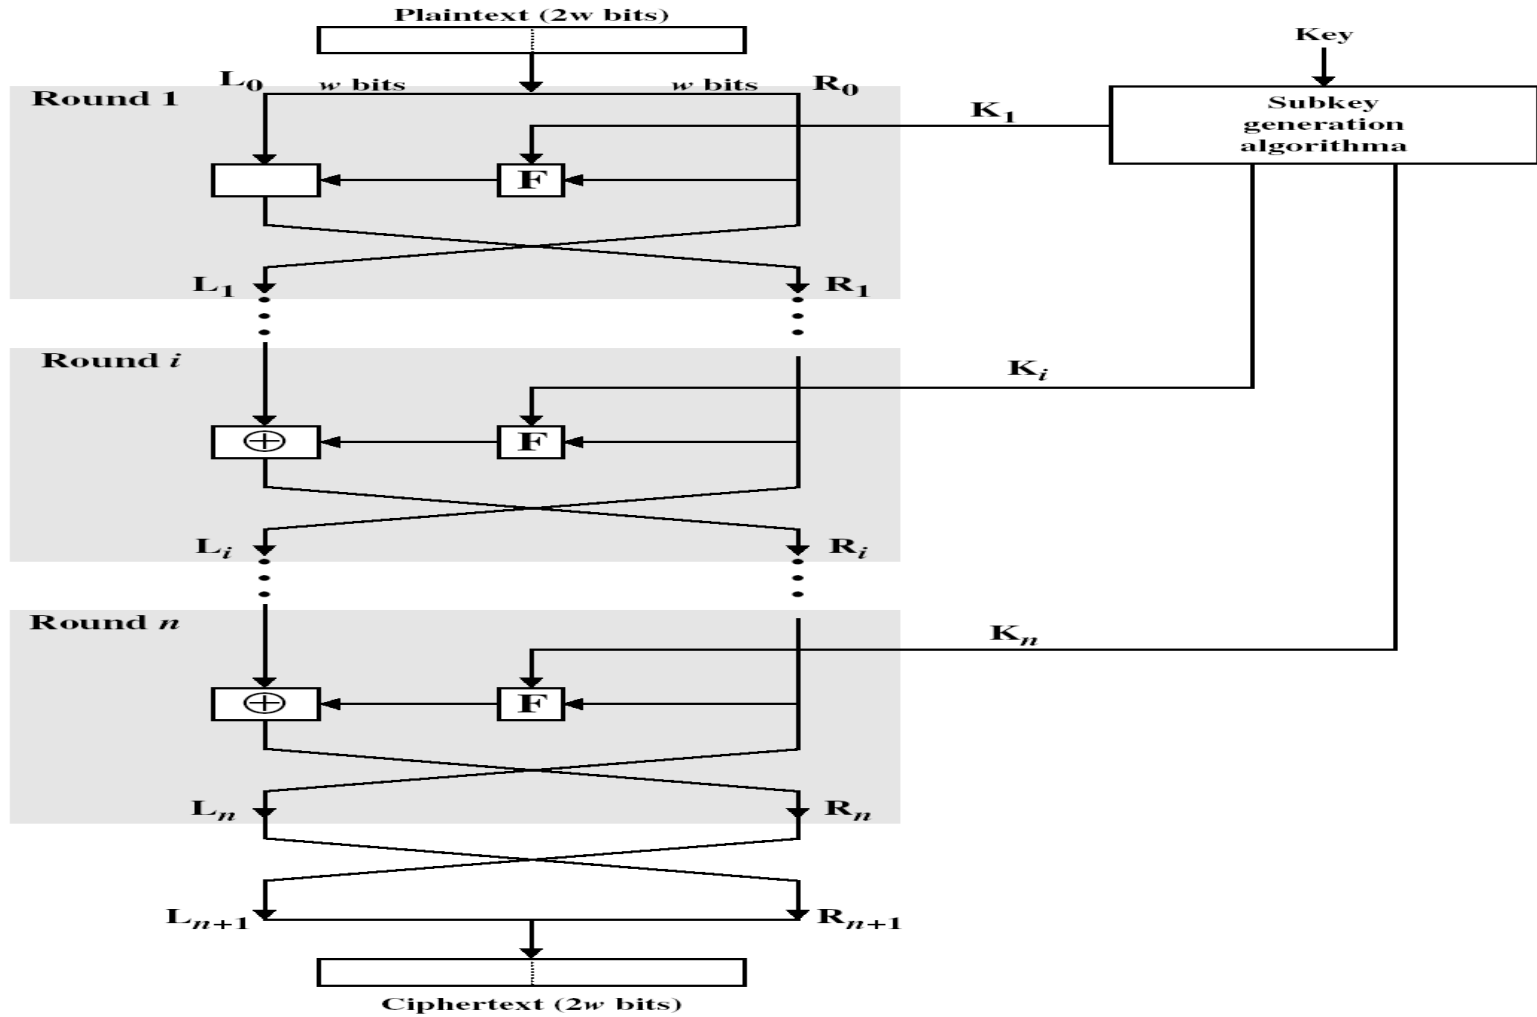 Plaintext (2w bits)
Key
L0 w bits w bits R0
Round 1
K1
Subkey
generation
algorithma
F
L1 R1
Round i
Ki
⊕ F
Li Ri
Round n
Kn
⊕ F
Ln Rn
Ln+1 Rn+1
Ciphertext (2w bits)